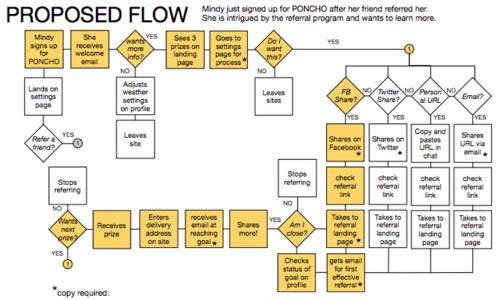 PROPOSED FLOW
Mindy just signed up for PONCHO after her friend referred her.
She is intrigued by the referral program and wants to learn more.
Mindy
signs up
for
PONCHO
She
receives
welcome
email
wants
more
info?
YES
Sees 3
prizes on
landing
page
Goes to
settings
page for
process *
Do I
want
this?
YES
1
NO
Adjusts
weather
settings
on profile
Leaves
site
NO
Leaves
sites
Lands on
settings
page
Refer a
friend?
YES
1
FB
Share?
NO
Twitter
Share?
NO
Person
al URL
NO
Email?
YES
YES
YES
YES
Shares on
Facebook *
Shares on
Twitter *
Copy and
pastes
URL in
chat
Shares
URL via
email *
check
referral
link
check
referral
link
check
referral
link
check
referral
link
Takes to
referral
landing
page *
Takes to
referral
landing
page
Takes to
referral
landing
page
Takes to
referral
landing
page
Stops
referring
NO
Wants
next
prize?
YES
1
Receives
prize
Enters
delivery
address
on site
receives
email at
reaching
goal *
Shares
more!
YES
Am I
close?
NO
Stops
referring
Checks
status of
goal on
profile
gets email
for first
effective
referral *
* copy required: